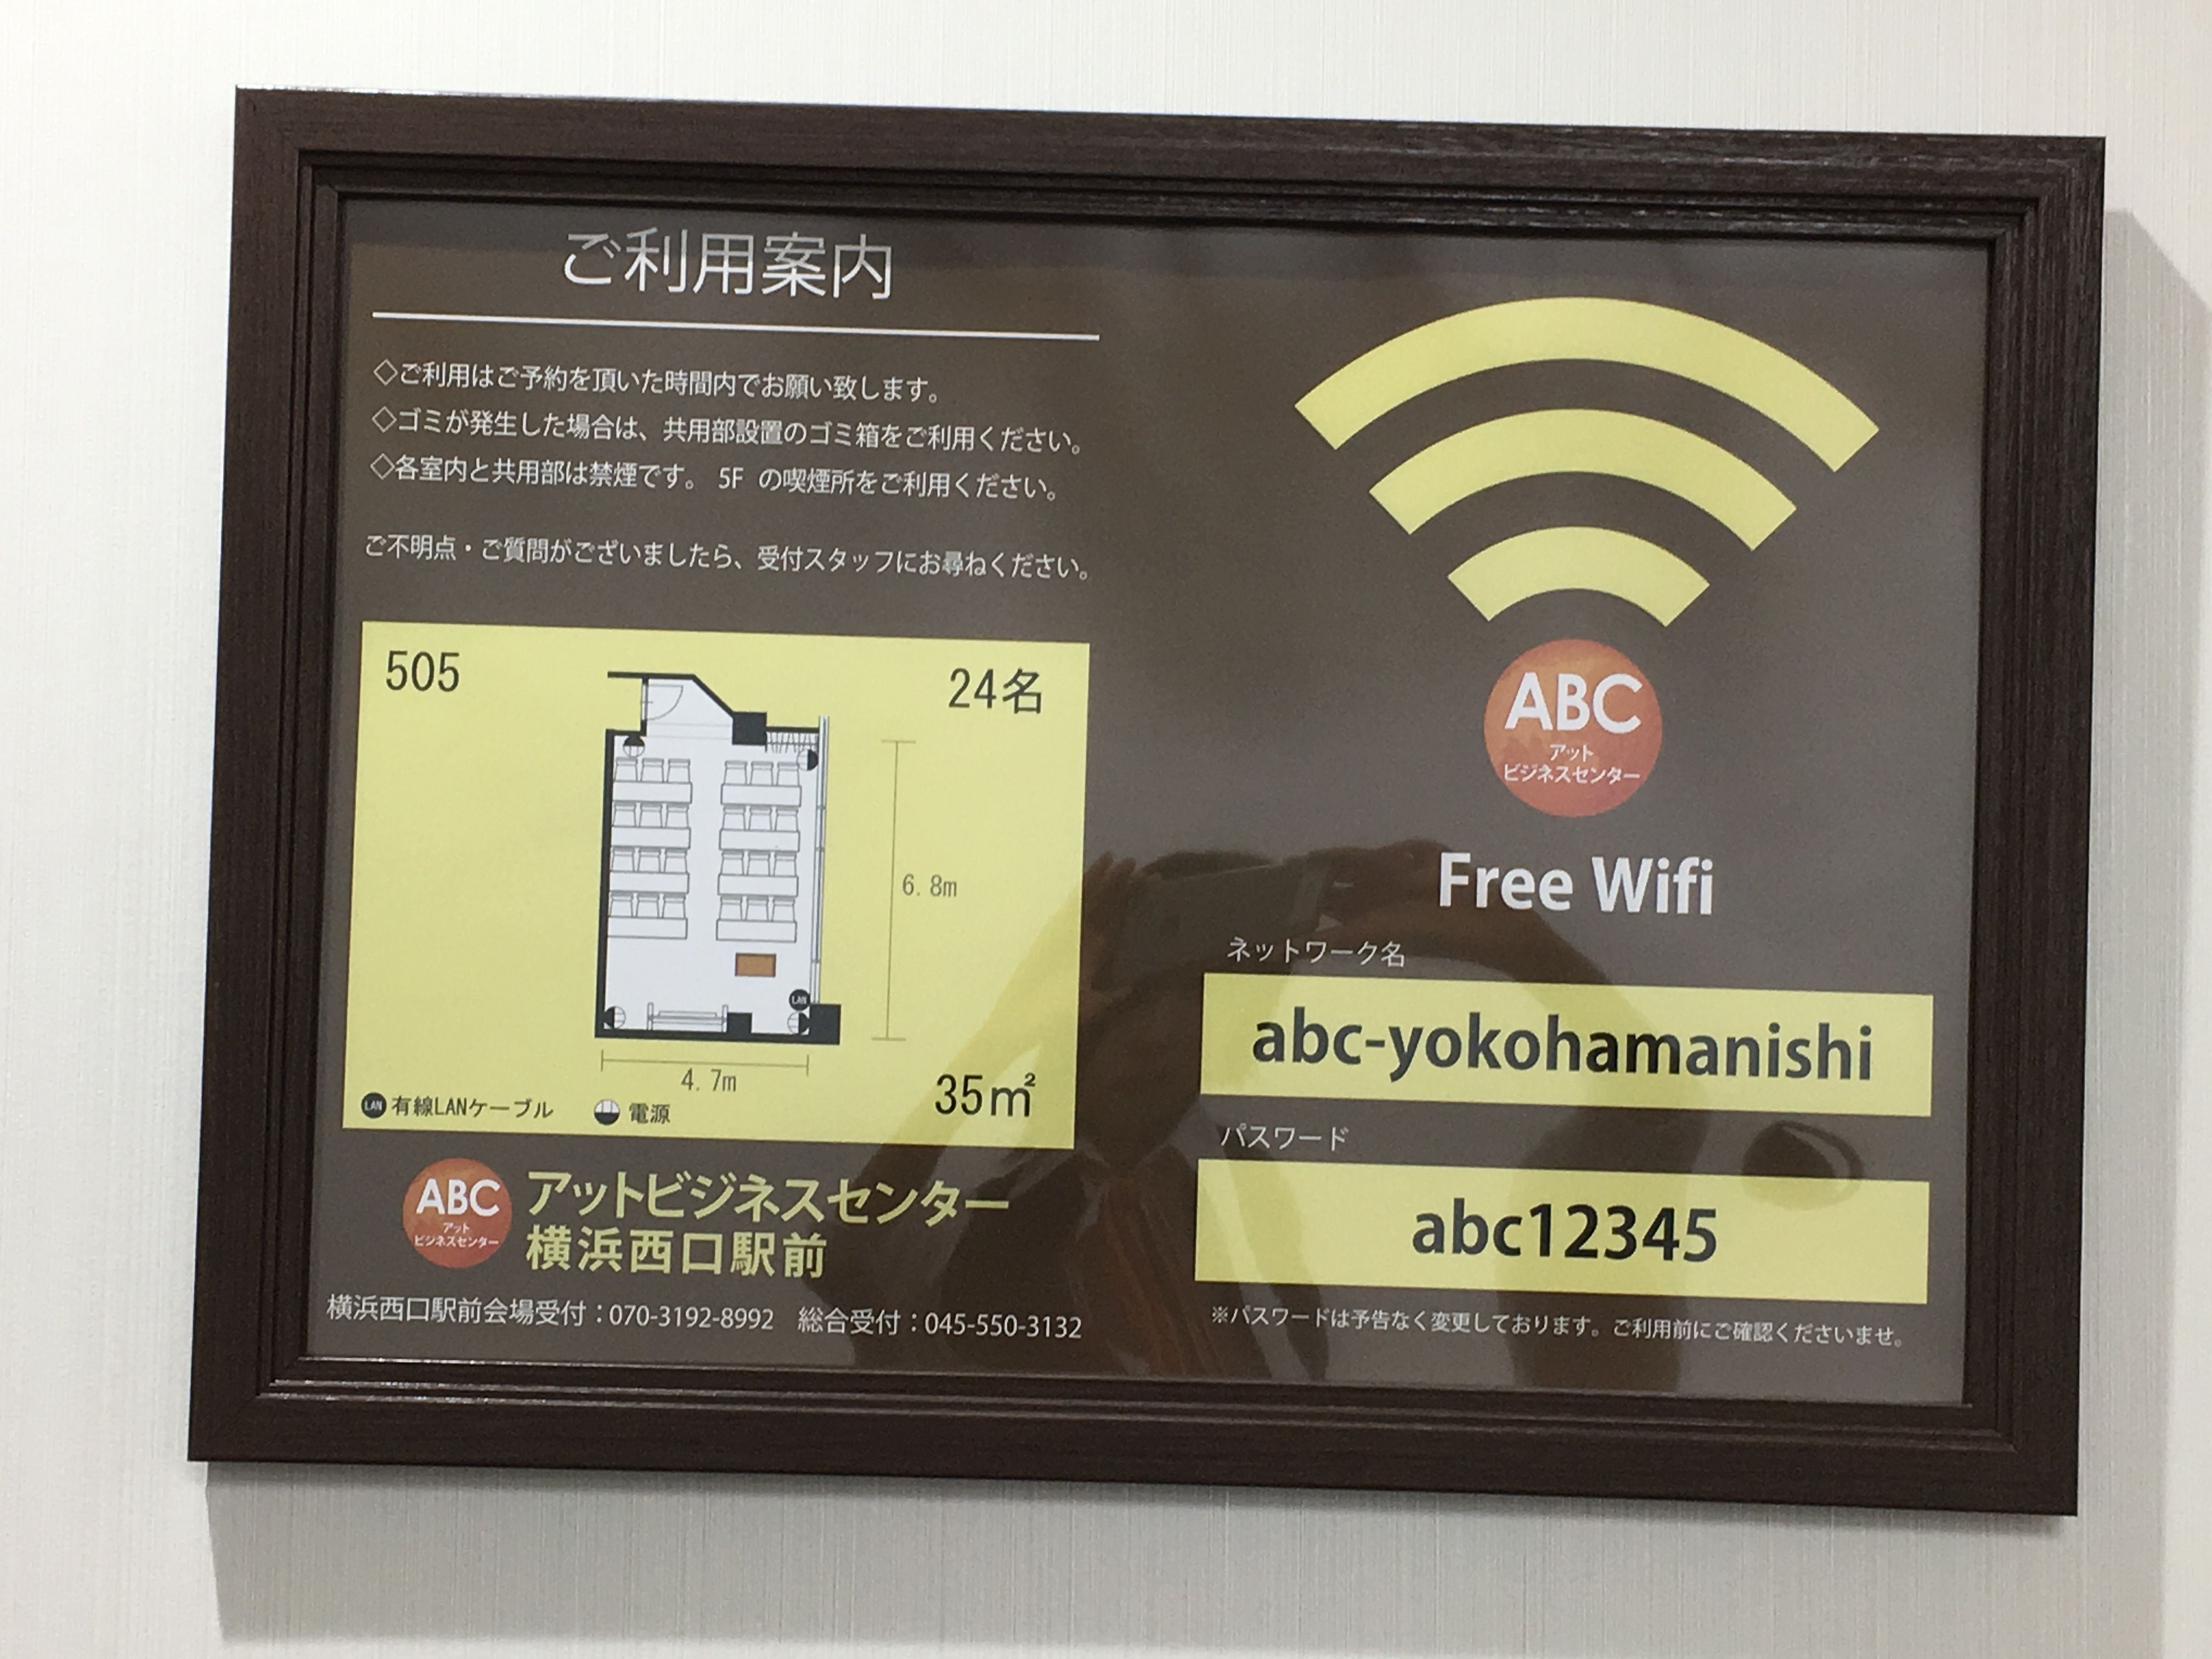 ご利用案内
◇ご利用はご予約を頂いた時間内でお願い致します。
◇ゴミが発生した場合は、共用部設置のゴミ箱をご利用ください。
◇各室内と共用部は禁煙です。 5F の喫煙所をご利用ください。
ご不明点・ご質問がございましたら、受付スタッフにお尋ねください。
505
24名
6.8m
LAN
4.7m
35㎡
LAN 有線LANケーブル 電源
ABC
アット
ビジネスセンター
アットビジネスセンター
横浜西口駅前
横浜西口駅前会場受付：070-3192-8992 総合受付：045-550-3132
ABC
アット
ビジネスセンター
Free Wifi
ネットワーク名
abc-yokohamanishi
パスワード
abc12345
※パスワードは予告なく変更しております。ご利用前にご確認くださいませ。